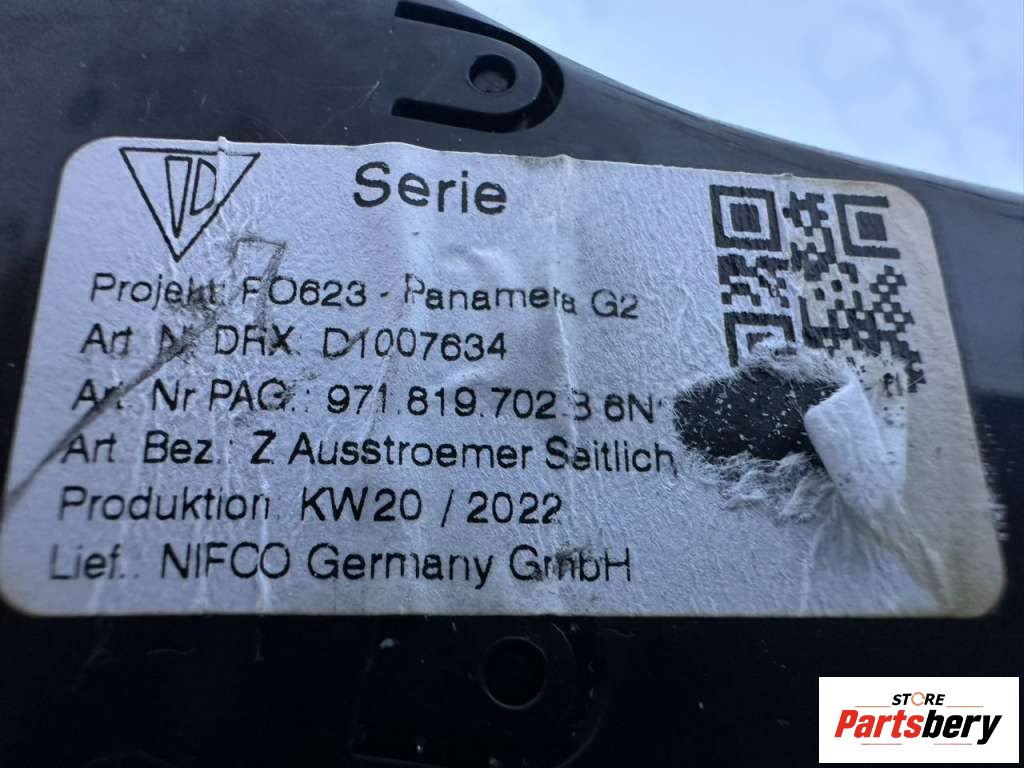 Serie
Projekt: PO623 - Panamera G2
Art. Nr. DRX: D1007634
Art. Nr PAG.: 971.819.702.B 6N
Art. Bez.: Z Ausstroemer Seitlich
Produktion: KW20 / 2022
Lief.: NIFCO Germany GmbH
STORE
Partsbery